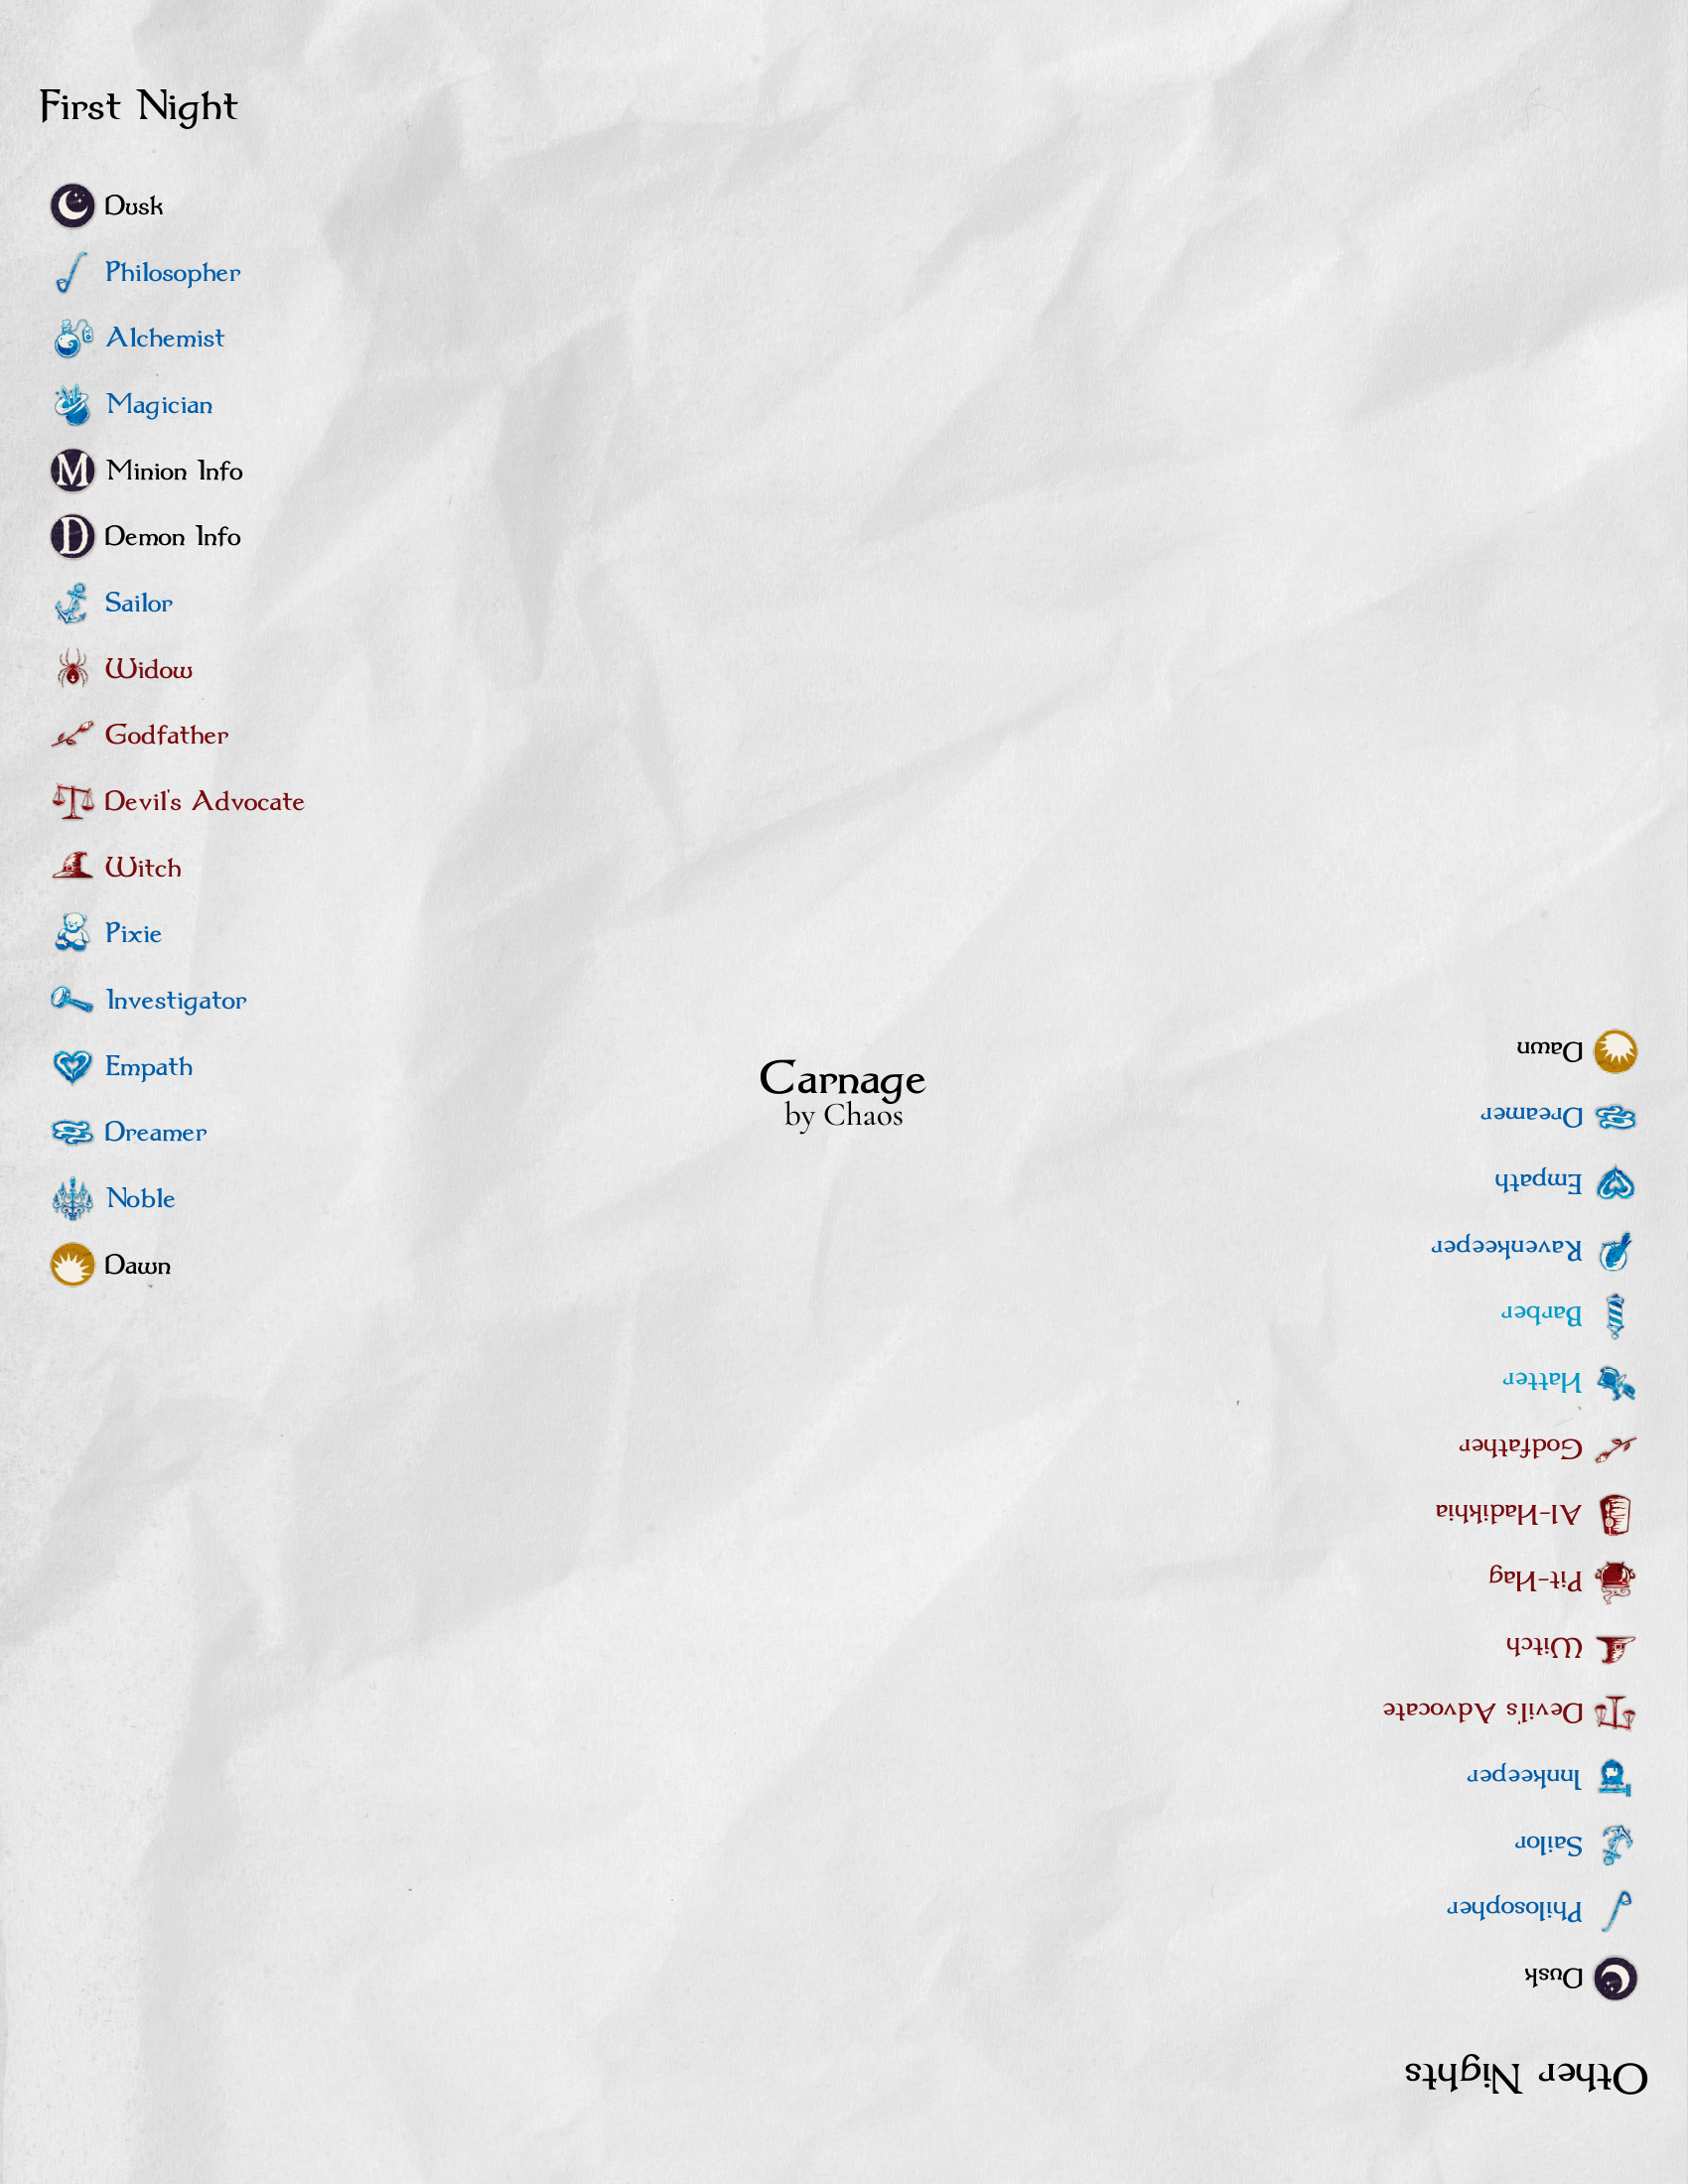 First Night
Dusk
Philosopher
Alchemist
Magician
M Minion Info
D Demon Info
Sailor
Widow
Godfather
Devil's Advocate
Witch
Pixie
Investigator
Empath
Dreamer
Noble
Dawn
Carnage
by Chaos
Other Nights
Dusk
Philosopher
Sailor
Innkeeper
Devil's Advocate
Witch
Pit-Hag
Al-Hadikhia
Godfather
Hatter
Barber
Ravenkeeper
Empath
Dreamer
Dawn